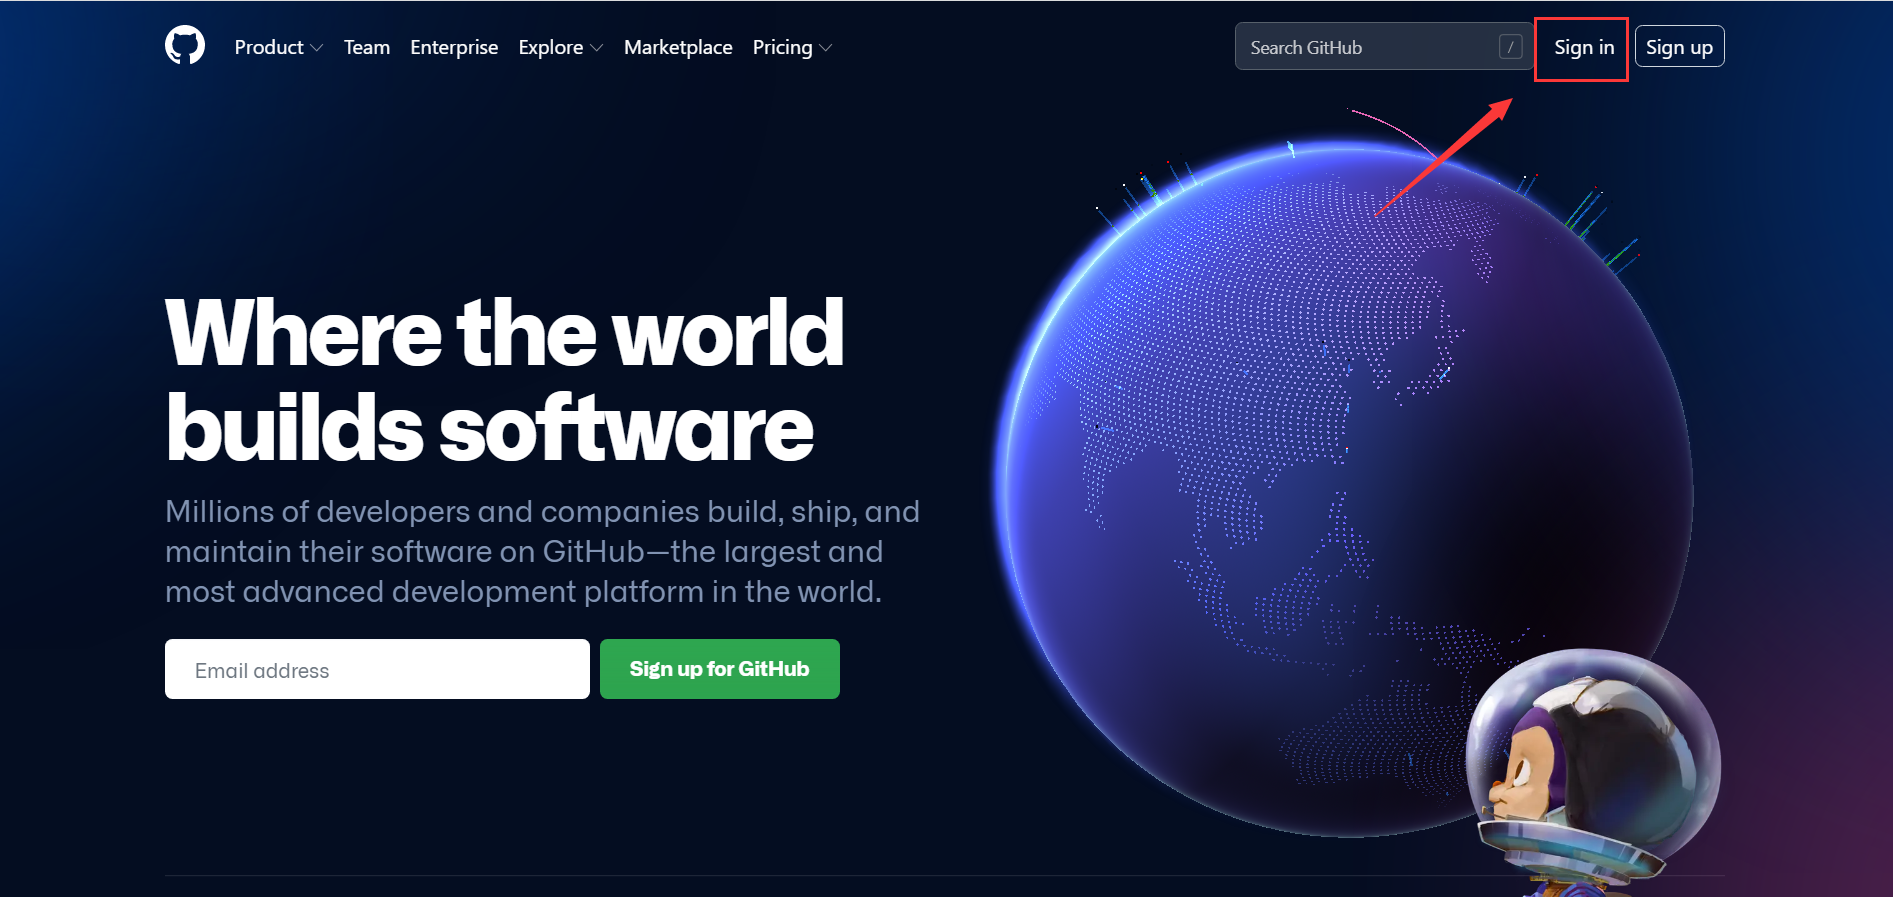 Product Team Enterprise Explore Marketplace Pricing Search GitHub / Sign in Sign up
Where the world
builds software
Millions of developers and companies build, ship, and
maintain their software on GitHub—the largest and
most advanced development platform in the world.
Email address Sign up for GitHub